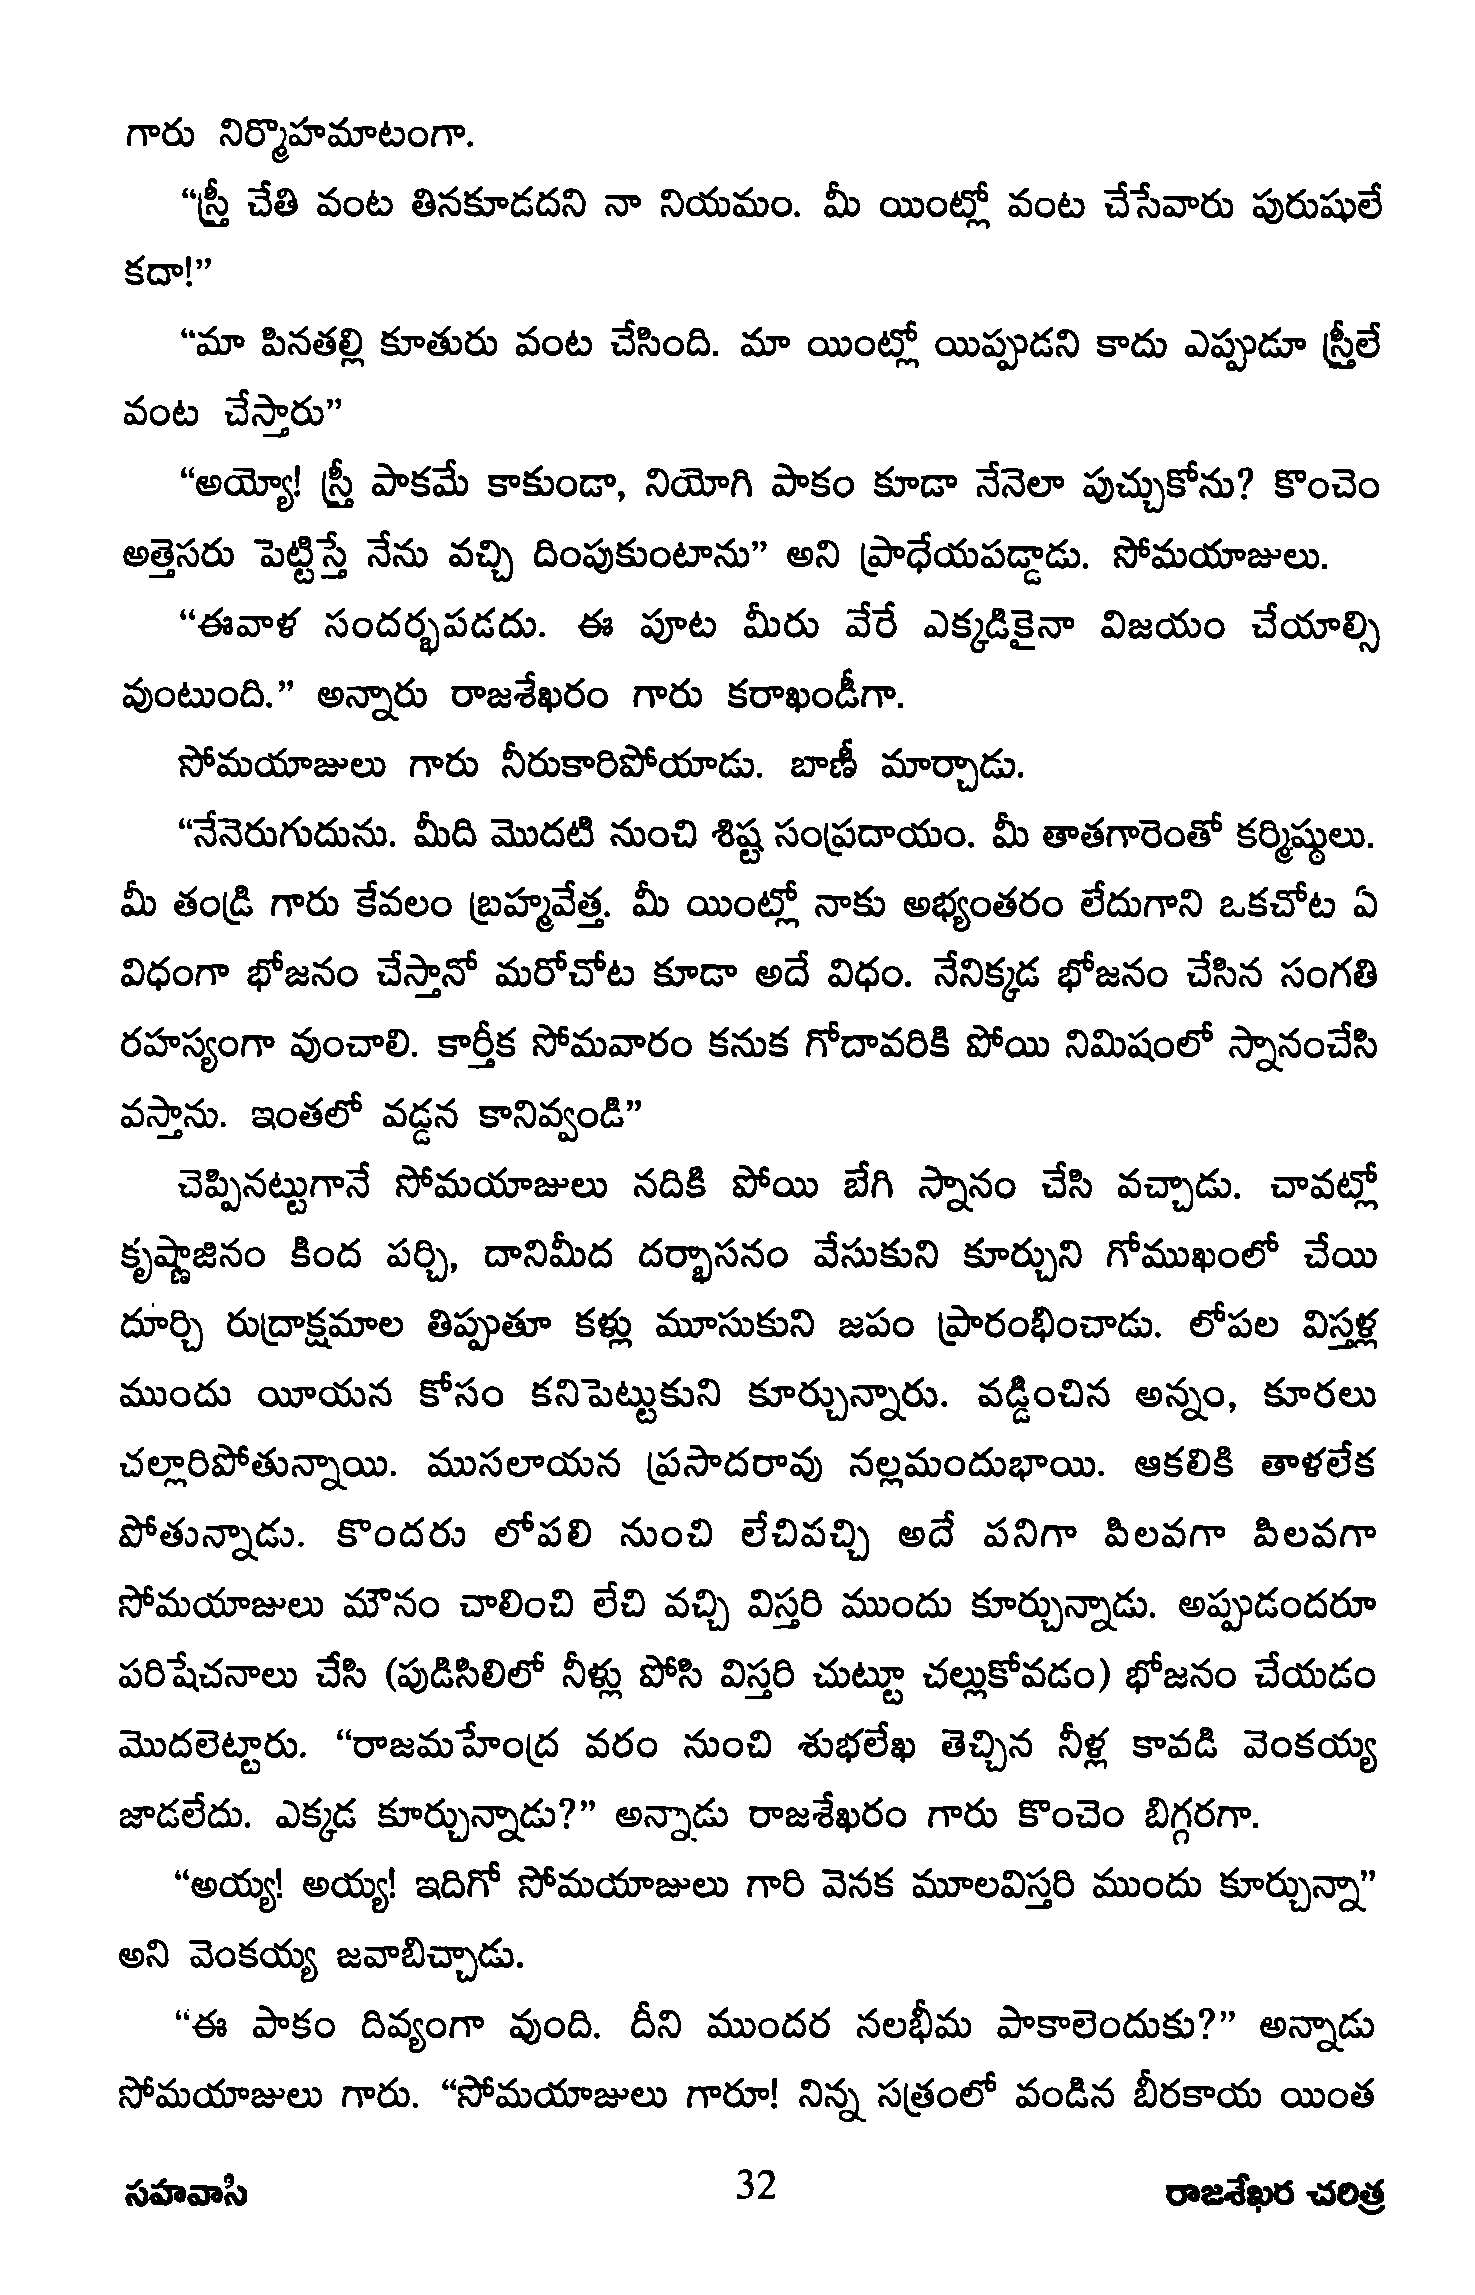 గారు నిర్మొహమాటంగా.
“స్త్రీ చేతి వంట తినకూడదని నా నియమం. మీ యింట్లో వంట చేసేవారు పురుషులే
కదా!”
“మా పినతల్లి కూతురు వంట చేసింది. మా యింట్లో యిప్పుడని కాదు ఎప్పుడూ స్త్రీలే
వంట చేస్తారు”
“అయ్యో! స్త్రీ పాకమే కాకుండా, నియోగి పాకం కూడా నేనెలా పుచ్చుకోను? కొంచెం
అత్తెసరు పెట్టిస్తే నేను వచ్చి దింపుకుంటాను” అని ప్రాధేయపడ్డాడు. సోమయాజులు.
“ఈవాళ సందర్భపడదు. ఈ పూట మీరు వేరే ఎక్కడికైనా విజయం చేయాల్సి
వుంటుంది.” అన్నారు రాజశేఖరం గారు కరాఖండీగా.
సోమయాజులు గారు నీరుకారిపోయాడు. బాణీ మార్చాడు.
“నేనెరుగుదును. మీది మొదటి నుంచి శిష్ట సంప్రదాయం. మీ తాతగారెంతో కర్మిష్ఠులు.
మీ తండ్రి గారు కేవలం బ్రహ్మవేత్త. మీ యింట్లో నాకు అభ్యంతరం లేదుగాని ఒకచోట ఏ
విధంగా భోజనం చేస్తానో మరోచోట కూడా అదే విధం. నేనిక్కడ భోజనం చేసిన సంగతి
రహస్యంగా వుంచాలి. కార్తీక సోమవారం కనుక గోదావరికి పోయి నిమిషంలో స్నానంచేసి
వస్తాను. ఇంతలో వడ్డన కానివ్వండి”
చెప్పినట్టుగానే సోమయాజులు నదికి పోయి బేగి స్నానం చేసి వచ్చాడు. చావట్లో
కృష్ణాజినం కింద పర్చి, దానిమీద దర్భాసనం వేసుకుని కూర్చుని గోముఖంలో చేయి
దూర్చి రుద్రాక్షమాల తిప్పుతూ కళ్లు మూసుకుని జపం ప్రారంభించాడు. లోపల విస్తళ్ల
ముందు యీయన కోసం కనిపెట్టుకుని కూర్చున్నారు. వడ్డించిన అన్నం, కూరలు
చల్లారిపోతున్నాయి. ముసలాయన ప్రసాదరావు నల్లమందుభాయి. ఆకలికి తాళలేక
పోతున్నాడు. కొందరు లోపలి నుంచి లేచివచ్చి అదే పనిగా పిలవగా పిలవగా
సోమయాజులు మౌనం చాలించి లేచి వచ్చి విస్తరి ముందు కూర్చున్నాడు. అప్పుడందరూ
పరిషేచనాలు చేసి (పుడిసిలిలో నీళ్లు పోసి విస్తరి చుట్టూ చల్లుకోవడం) భోజనం చేయడం
మొదలెట్టారు. “రాజమహేంద్ర వరం నుంచి శుభలేఖ తెచ్చిన నీళ్ల కావడి వెంకయ్య
జాడలేదు. ఎక్కడ కూర్చున్నాడు?” అన్నాడు రాజశేఖరం గారు కొంచెం బిగ్గరగా.
“అయ్య! అయ్య! ఇదిగో సోమయాజులు గారి వెనక మూలవిస్తరి ముందు కూర్చున్నా”
అని వెంకయ్య జవాబిచ్చాడు.
“ఈ పాకం దివ్యంగా వుంది. దీని ముందర నలభీమ పాకాలెందుకు?” అన్నాడు
సోమయాజులు గారు. “సోమయాజులు గారూ! నిన్న సత్రంలో వండిన బీరకాయ యింత
సహవాసి 32 రాజశేఖర చరిత్ర